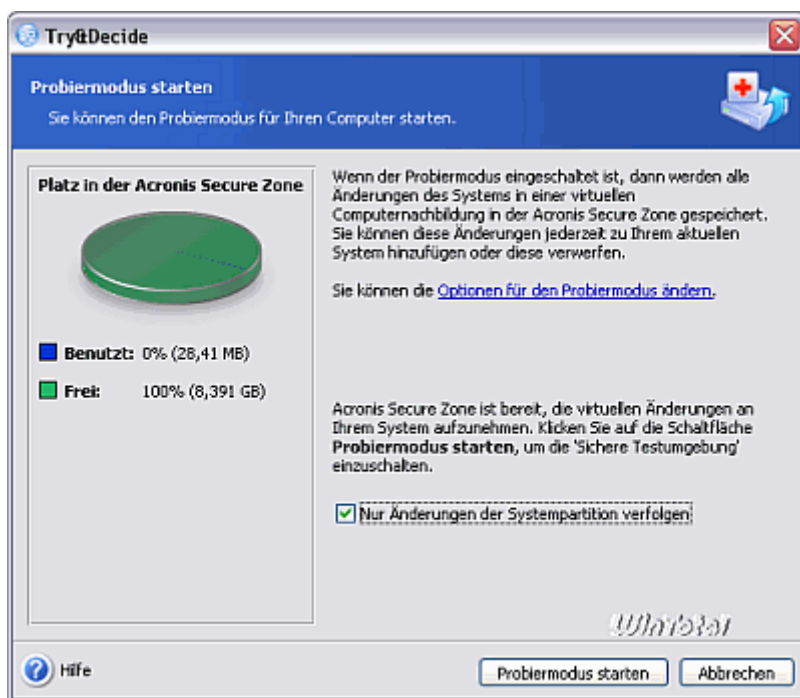 Try&Decide
Probiermodus starten
Sie können den Probiermodus für Ihren Computer starten.
Platz in der Acronis Secure Zone
Benutzt: 0% (28,41 MB)
Frei: 100% (8,391 GB)
Wenn der Probiermodus eingeschaltet ist, dann werden alle
Änderungen des Systems in einer virtuellen
Computernachbildung in der Acronis Secure Zone gespeichert.
Sie können diese Änderungen jederzeit zu Ihrem aktuellen
System hinzufügen oder diese verwerfen.
Sie können die Optionen für den Probiermodus ändern.
Acronis Secure Zone ist bereit, die virtuellen Änderungen an
Ihrem System aufzunehmen. Klicken Sie auf die Schaltfläche
Probiermodus starten, um die 'Sichere Testumgebung'
einzuschalten.
Nur Änderungen der Systempartition verfolgen
WinTotal
Hilfe
Probiermodus starten
Abbrechen